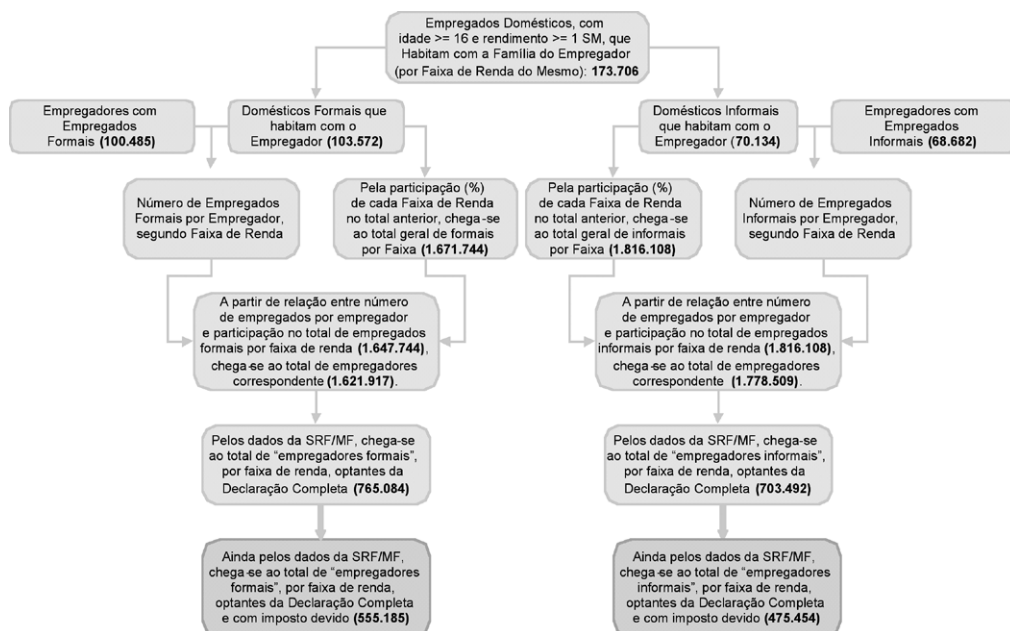 Empregados Domésticos, com
idade >= 16 e rendimento >= 1 SM, que
Habitam com a Família do Empregador
(por Faixa de Renda do Mesmo): 173.706
Empregadores com
Empregados
Formais (100.485)
Domésticos Formais que
habitam com o
Empregador (103.572)
Domésticos Informais
que habitam com o
Empregador (70.134)
Empregadores com
Empregados
Informais (68.682)
Número de Empregados
Formais por Empregador,
segundo Faixa de Renda
Pela participação (%)
de cada Faixa de Renda
no total anterior, chega-se
ao total geral de formais
por Faixa (1.671.744)
Pela participação (%)
de cada Faixa de Renda
no total anterior, chega-se
ao total geral de informais
por Faixa (1.816.108)
Número de Empregados
Informais por Empregador,
segundo Faixa de Renda
A partir de relação entre número
de empregados por empregador
e participação no total de empregados
formais por faixa de renda (1.647.744),
chega-se ao total de empregadores
correspondente (1.621.917).
A partir de relação entre número
de empregados por empregador
e participação no total de empregados
informais por faixa de renda (1.816.108),
chega-se ao total de empregadores
correspondente (1.778.509).
Pelos dados da SRF/MF, chega-se
ao total de “empregadores formais”,
por faixa de renda, optantes da
Declaração Completa (765.084)
Pelos dados da SRF/MF, chega-se
ao total de “empregadores informais”,
por faixa de renda, optantes da
Declaração Completa (703.492)
Ainda pelos dados da SRF/MF,
chega-se ao total de “empregadores
formais”, por faixa de renda,
optantes da Declaração Completa
e com imposto devido (555.185)
Ainda pelos dados da SRF/MF,
chega-se ao total de “empregadores
informais”, por faixa de renda,
optantes da Declaração Completa
e com imposto devido (475.454)